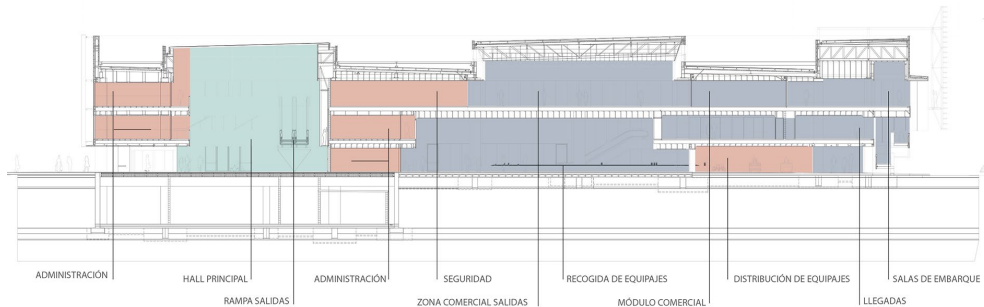 ADMINISTRACIÓN
HALL PRINCIPAL
RAMPA SALIDAS
ADMINISTRACIÓN
SEGURIDAD
ZONA COMERCIAL SALIDAS
RECOGIDA DE EQUIPAJES
MÓDULO COMERCIAL
DISTRIBUCIÓN DE EQUIPAJES
LLEGADAS
SALAS DE EMBARQUE